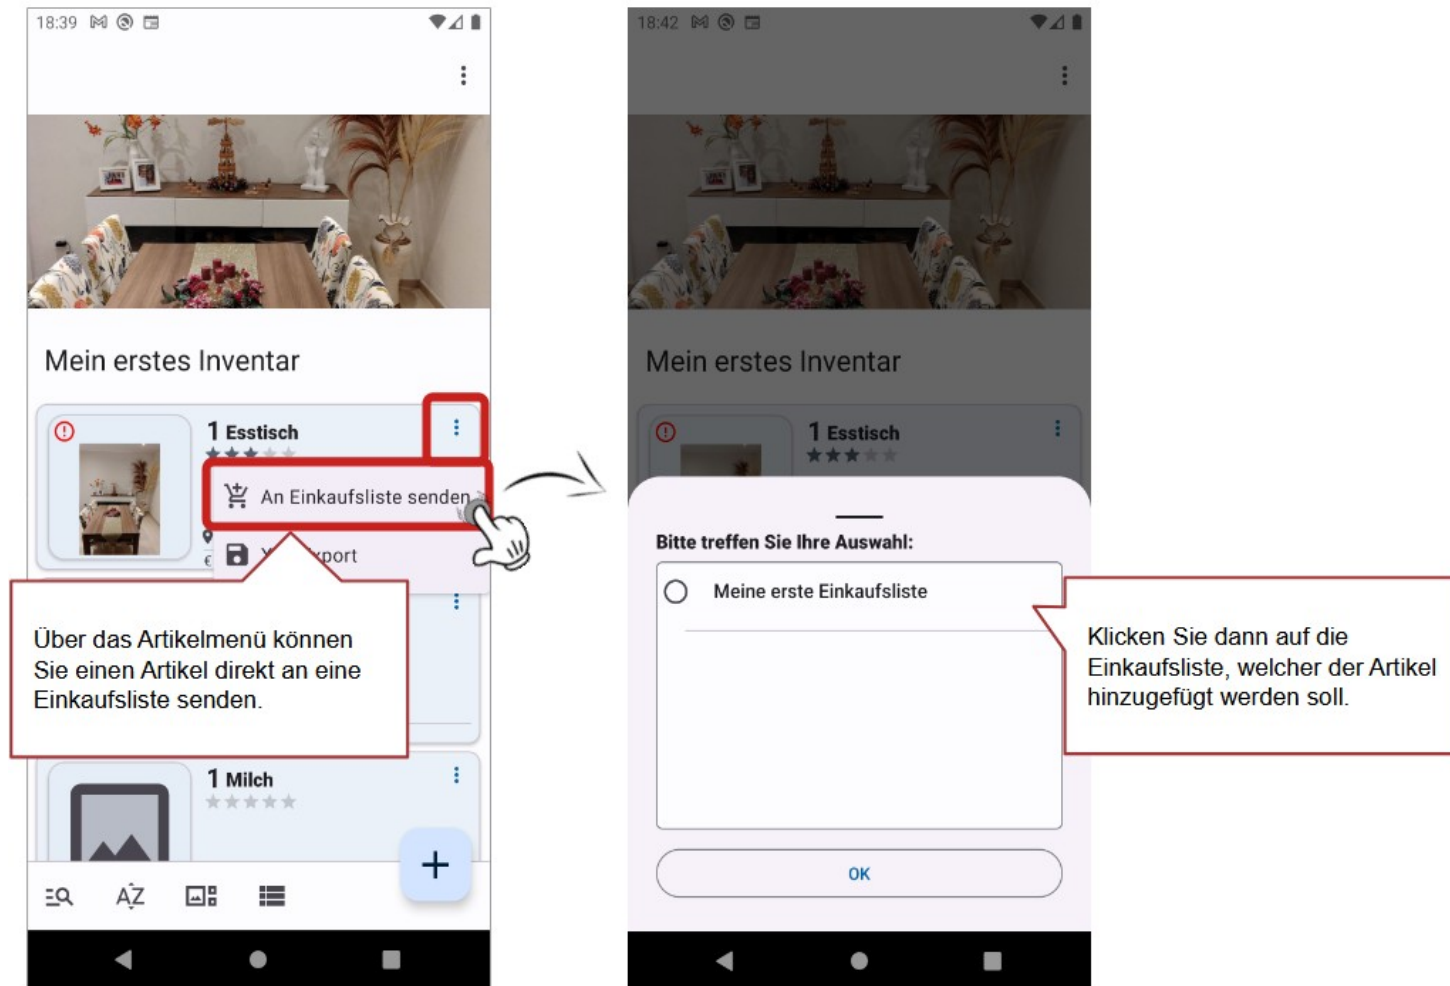 18:39
Mein erstes Inventar
1 Esstisch
An Einkaufsliste senden
port
€
Über das Artikelmenü können
Sie einen Artikel direkt an eine
Einkaufsliste senden.
1 Milch
AZ
18:42
Mein erstes Inventar
1 Esstisch
Bitte treffen Sie Ihre Auswahl:
Meine erste Einkaufsliste
OK
Klicken Sie dann auf die
Einkaufsliste, welcher der Artikel
hinzugefügt werden soll.